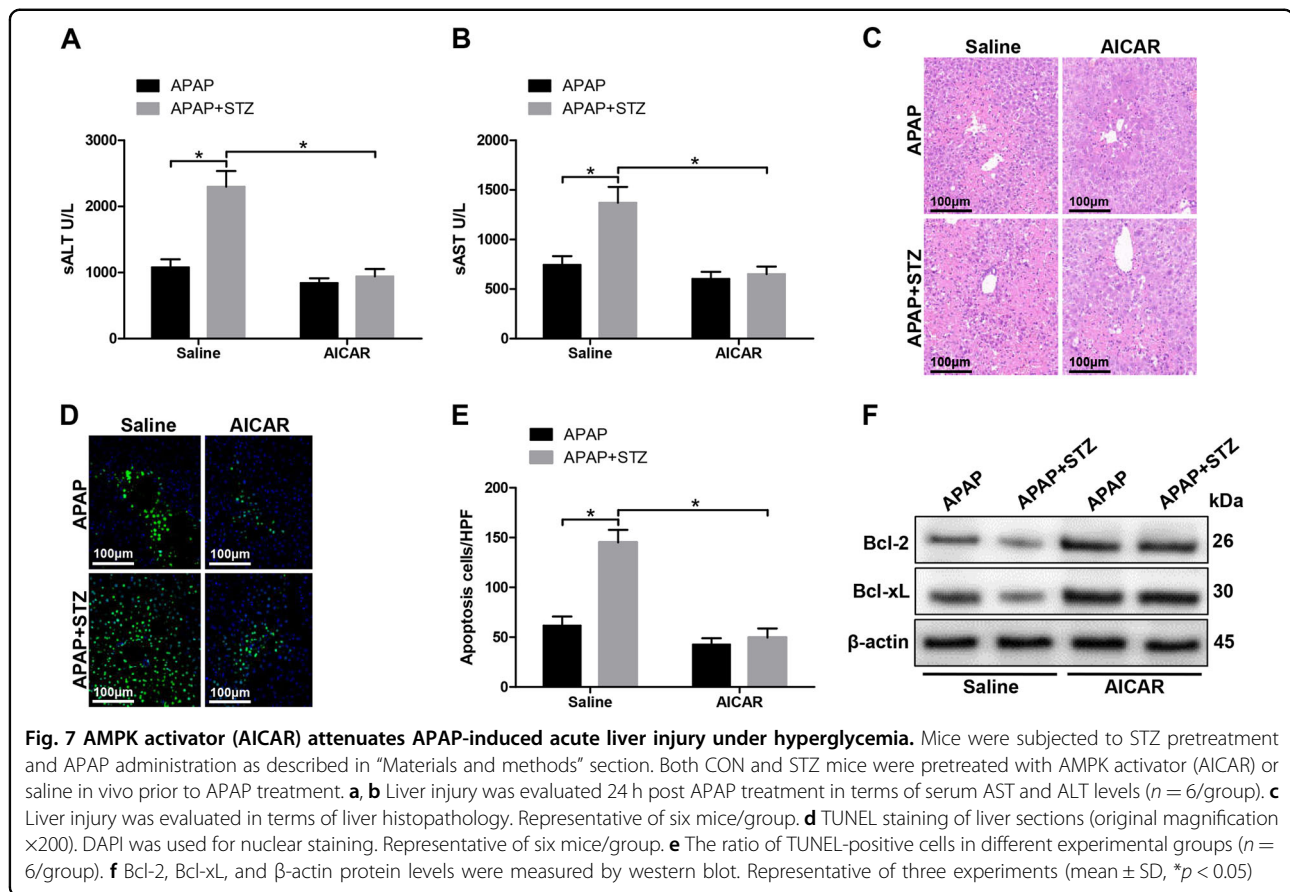 A
APAP
APAP+STZ
sALT U/L
3000
2000
1000
0
*
*
Saline
AICAR
B
APAP
APAP+STZ
sAST U/L
2000
1500
1000
500
0
*
*
Saline
AICAR
C
Saline
AICAR
APAP
100μm
100μm
APAP+STZ
100μm
100μm
D
Saline
AICAR
APAP
100μm
100μm
APAP+STZ
100μm
100μm
E
APAP
APAP+STZ
Apoptosis cells/HPF
200
150
100
50
0
*
*
Saline
AICAR
F
APAP
APAP+STZ
APAP
APAP+STZ
kDa
Bcl-2
26
Bcl-xL
30
β-actin
45
Saline
AICAR
Fig. 7 AMPK activator (AICAR) attenuates APAP-induced acute liver injury under hyperglycemia. Mice were subjected to STZ pretreatment
and APAP administration as described in “Materials and methods” section. Both CON and STZ mice were pretreated with AMPK activator (AICAR) or
saline in vivo prior to APAP treatment. a, b Liver injury was evaluated 24 h post APAP treatment in terms of serum AST and ALT levels (n = 6/group). c
Liver injury was evaluated in terms of liver histopathology. Representative of six mice/group. d TUNEL staining of liver sections (original magnification
×200). DAPI was used for nuclear staining. Representative of six mice/group. e The ratio of TUNEL-positive cells in different experimental groups (n =
6/group). f Bcl-2, Bcl-xL, and β-actin protein levels were measured by western blot. Representative of three experiments (mean ± SD, *p < 0.05)